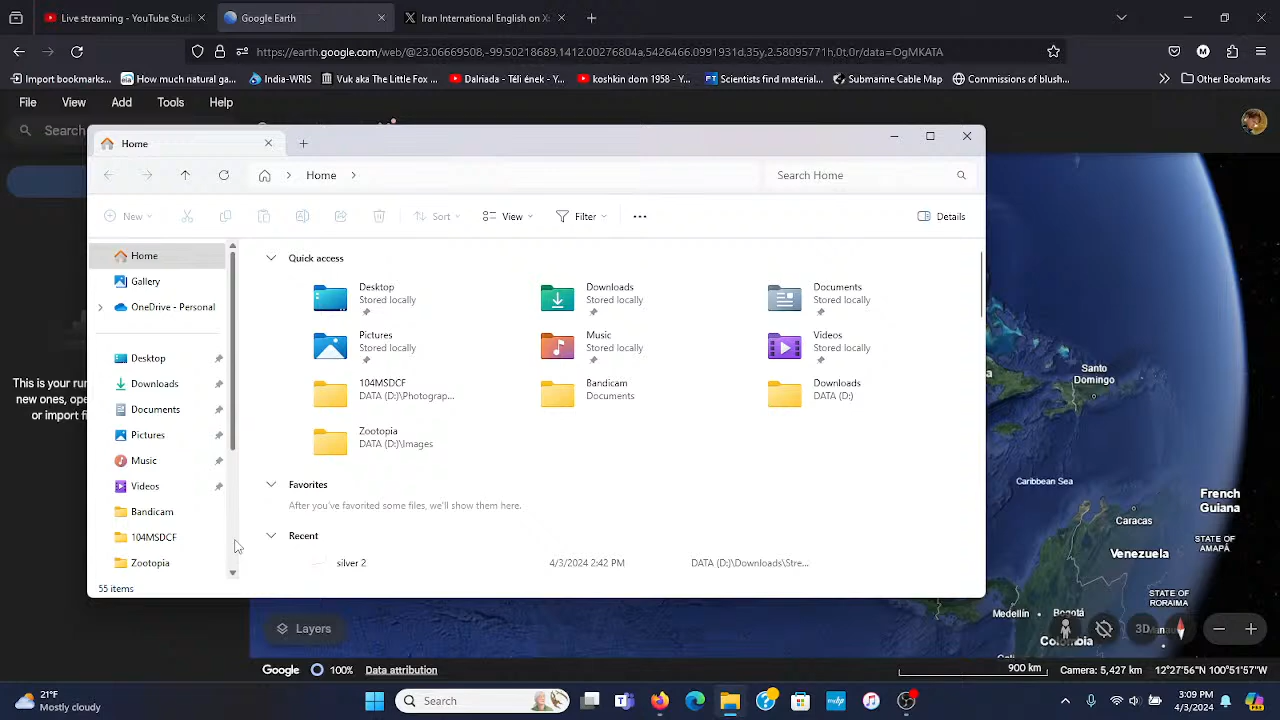 Live streaming - YouTube Studi
Google Earth
Iran International English on X:
https://earth.google.com/web/@23.06669508,-99.50218689,1412.00276804a,5426466.0991931d,35y,2.58095771h,0t,0r/data=OgMKATA
M
Import bookmarks...
How much natural ga...
India-WRIS
Vuk aka The Little Fox ...
Dalriada - Téli ének - Y...
koshkin dom 1958 - Y...
Scientists find materi...
Submarine Cable Map
Commissions of blush...
Other Bookmarks
File
View
Add
Tools
Help
Search
Home
Home
Search Home
New
Sort
View
Filter
Details
Home
Gallery
OneDrive - Personal
Desktop
Downloads
Documents
Pictures
Music
Videos
Bandicam
104MSDCF
Zootopia
55 items
Quick access
Desktop
Stored locally
Downloads
Stored locally
Documents
Stored locally
Pictures
Stored locally
Music
Stored locally
Videos
Stored locally
104MSDCF
DATA (D:)\Photograp...
Bandicam
Documents
Downloads
DATA (D:)
Zootopia
DATA (D:)\Images
Favorites
After you've favorited some files, we'll show them here.
Recent
silver 2
4/3/2024 2:42 PM
DATA (D:)\Downloads\Stre...
This is your
new ones, ope
or import fi
Santo
Domingo
Caribbean Sea
Caracas
Venezuela
French
Guiana
STATE OF
AMAPÁ
STATE OF
RORAIMA
Medellín
Bogotá
Colombia
Layers
3D
Google
100%
Data attribution
900 km
Camera: 5,427 km
12°27'56"N 100°51'57"W
21°F
Mostly cloudy
Search
3:09 PM
4/3/2024